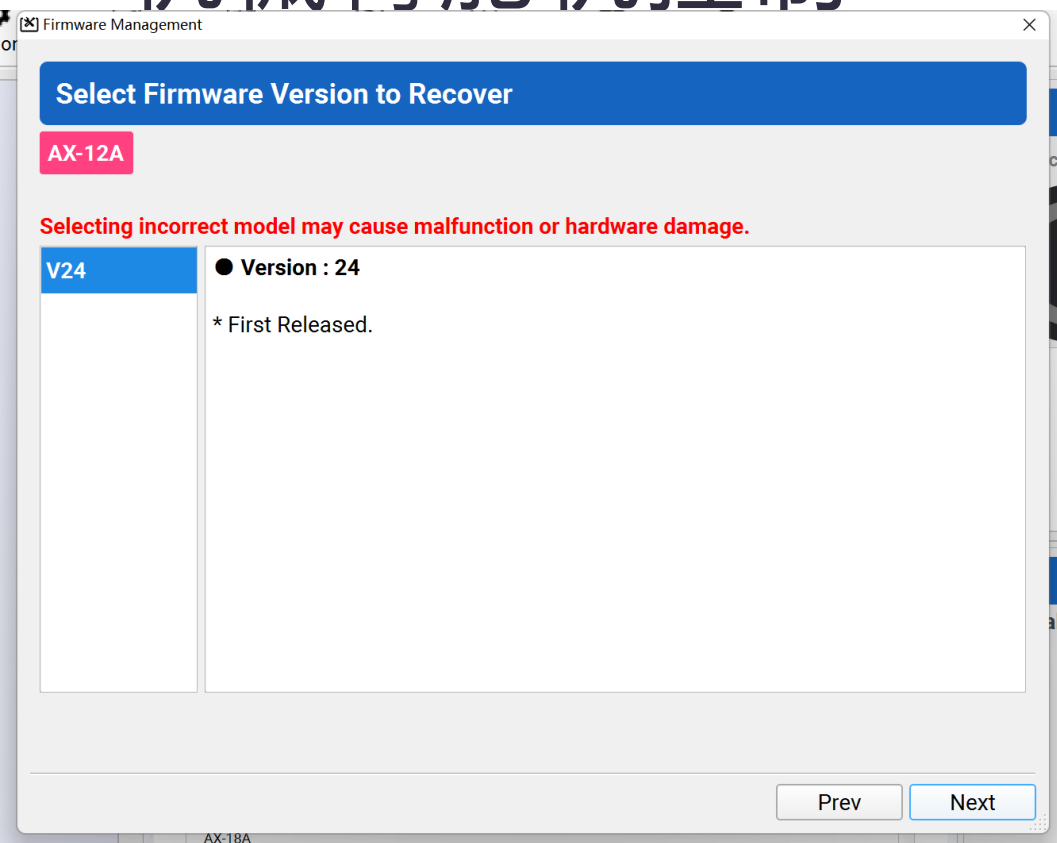 Firmware Management
Select Firmware Version to Recover
AX-12A
Selecting incorrect model may cause malfunction or hardware damage.
V24
● Version : 24
* First Released.
Prev
Next
AX-18A